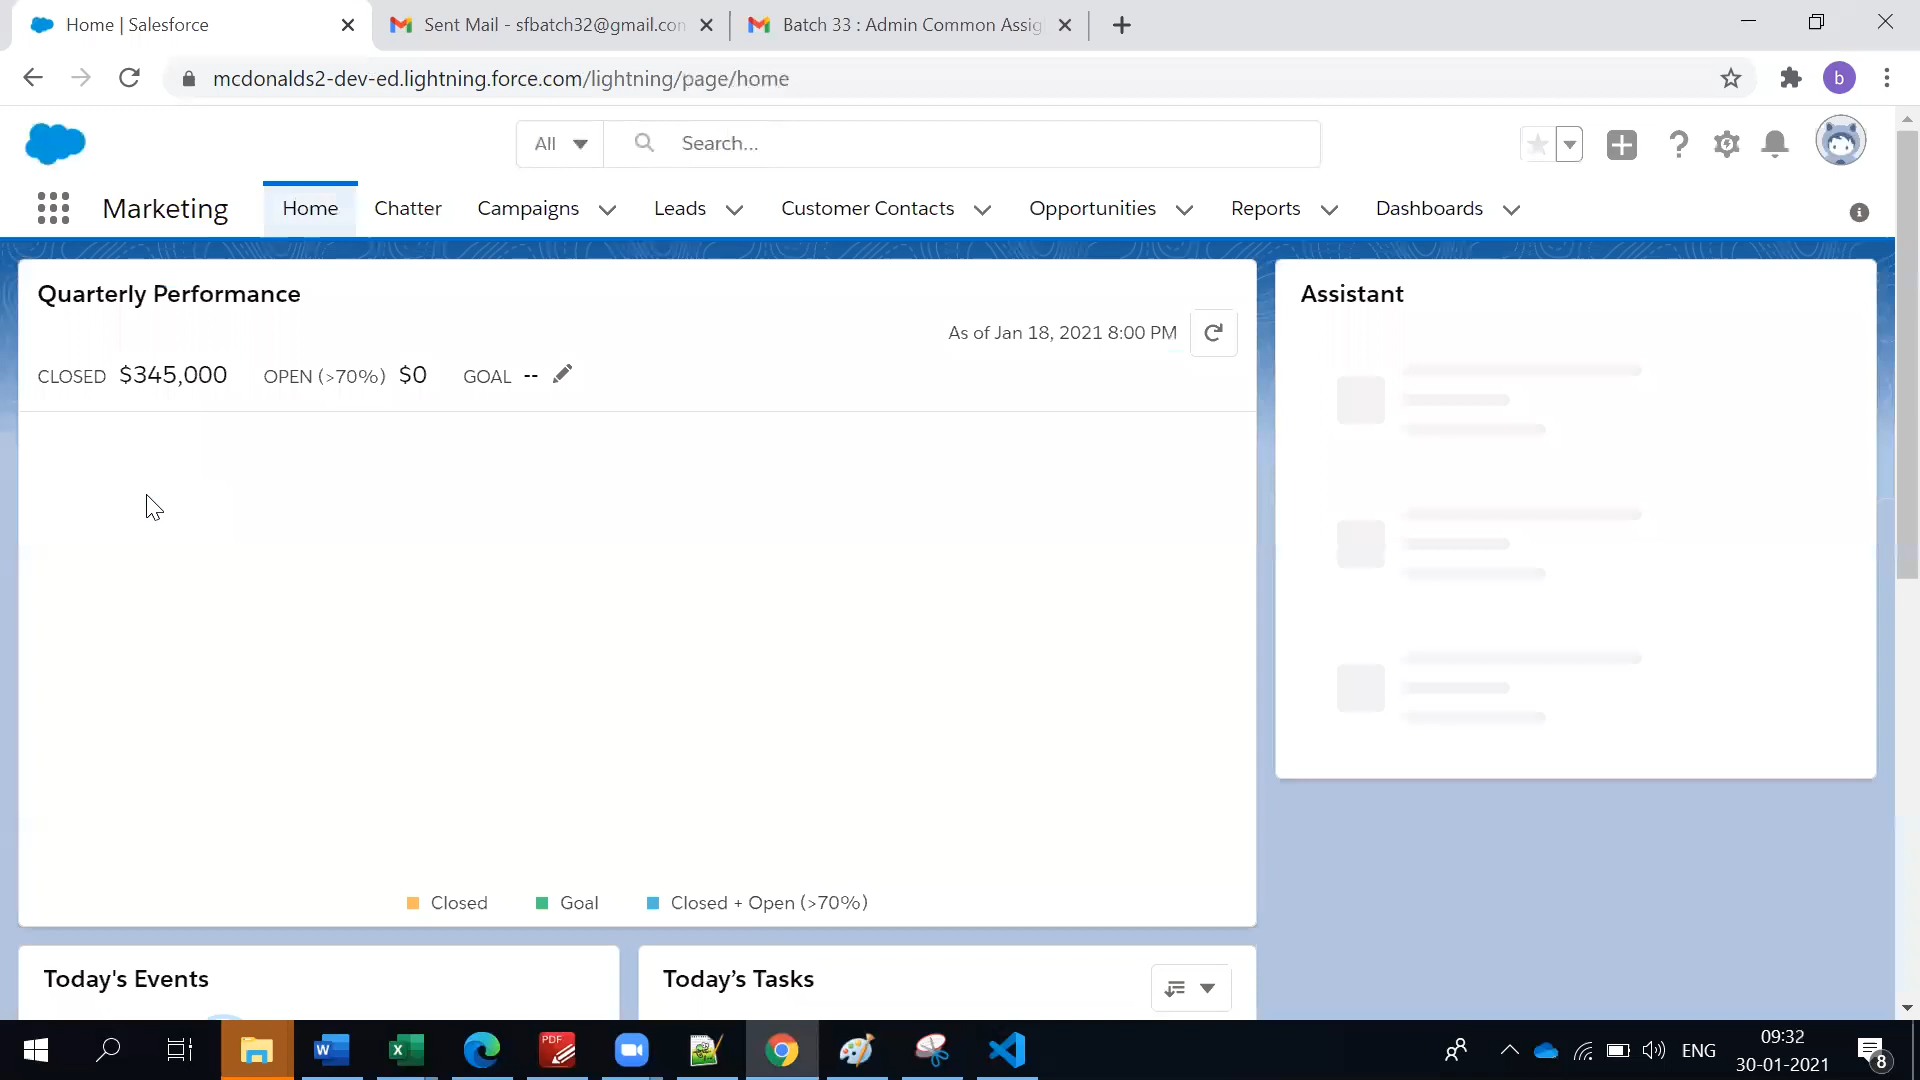 Home | Salesforce
Sent Mail - sfbatch32@gmail.con
Batch 33 : Admin Common Assig
mcdonalds2-dev-ed.lightning.force.com/lightning/page/home
b
All
Search...
Marketing
Home
Chatter
Campaigns
Leads
Customer Contacts
Opportunities
Reports
Dashboards
Quarterly Performance
As of Jan 18, 2021 8:00 PM
CLOSED $345,000 OPEN (>70%) $0 GOAL --
Closed
Goal
Closed + Open (>70%)
Assistant
Today's Events
Today's Tasks
W
X
PDF
ENG
09:32
30-01-2021
8